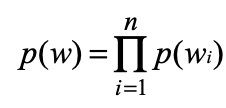 p(w) = ∏_{i=1}^{n} p(w_i)